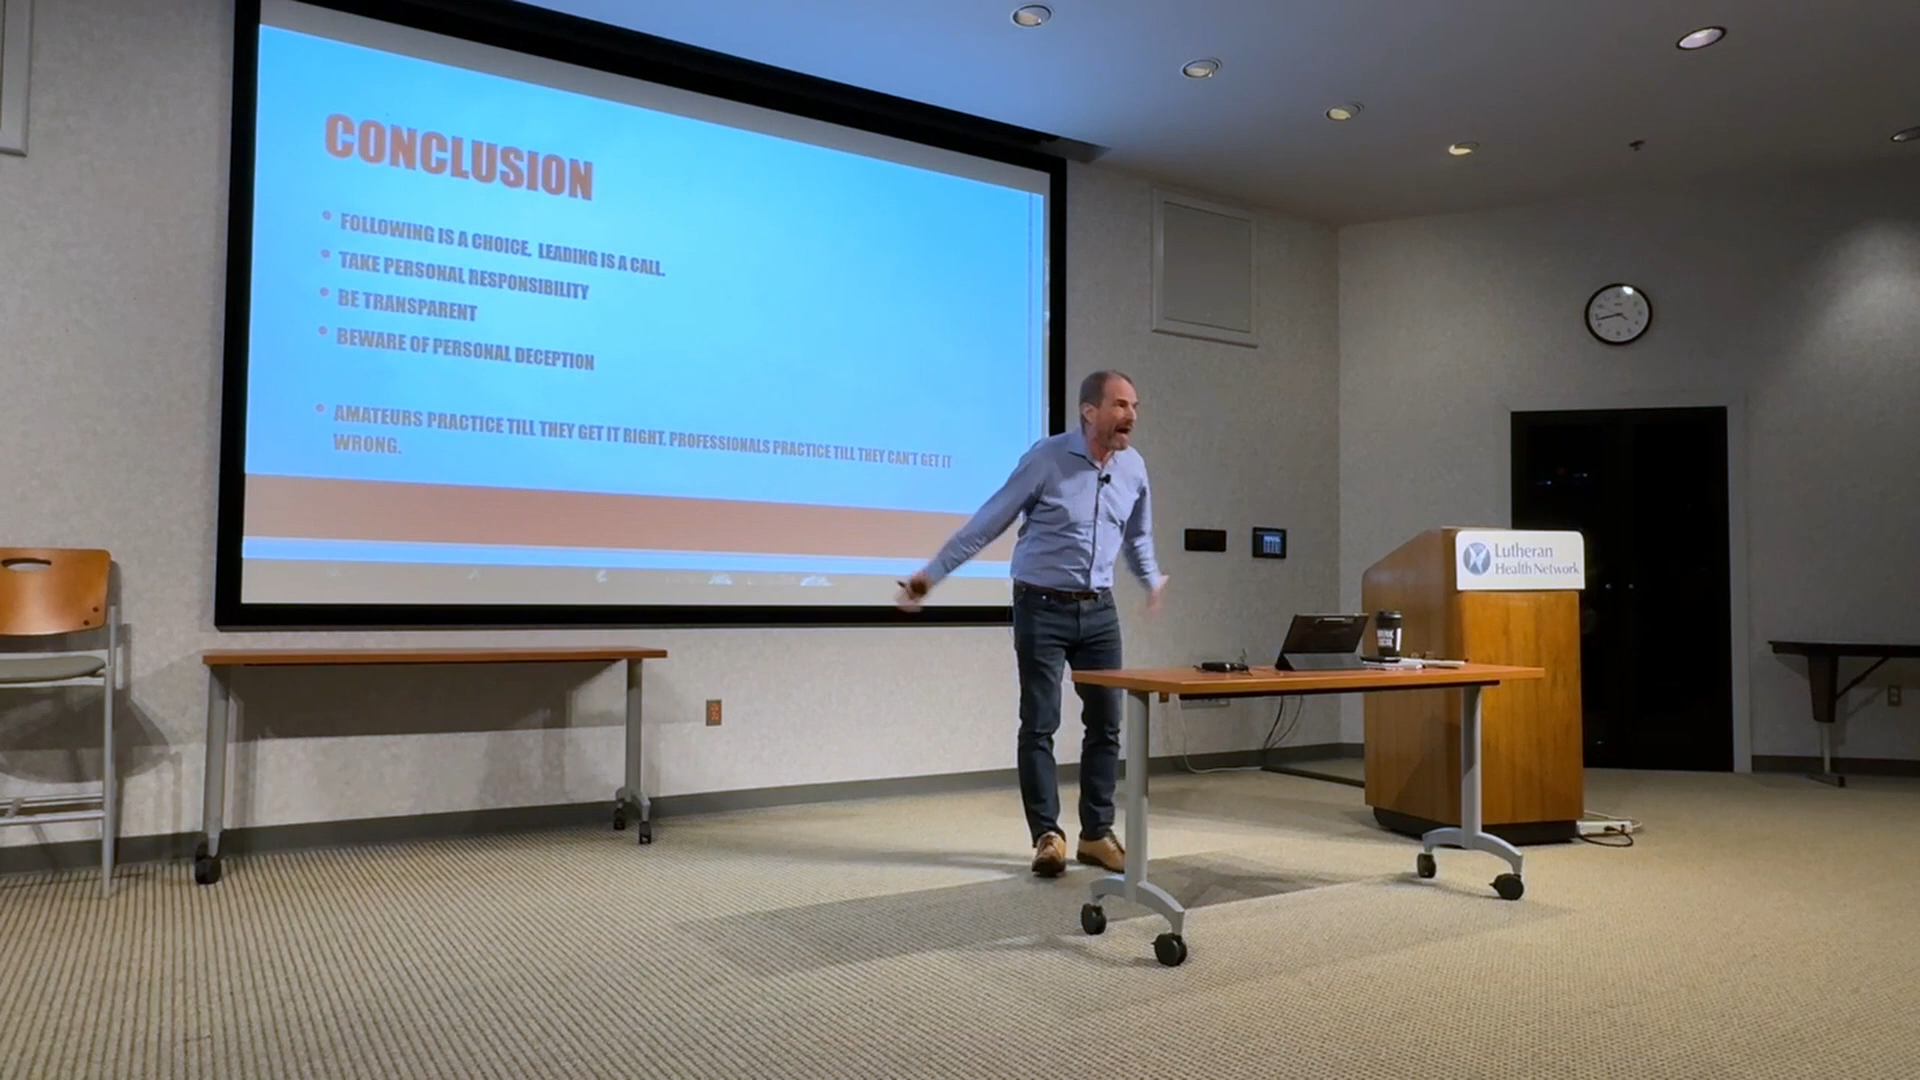 CONCLUSION
• FOLLOWING IS A CHOICE. LEADING IS A CALL.
• TAKE PERSONAL RESPONSIBILITY
• BE TRANSPARENT
• BEWARE OF PERSONAL DECEPTION
• AMATEURS PRACTICE TILL THEY GET IT RIGHT. PROFESSIONALS PRACTICE TILL THEY CAN'T GET IT
WRONG.
Lutheran
Health Network